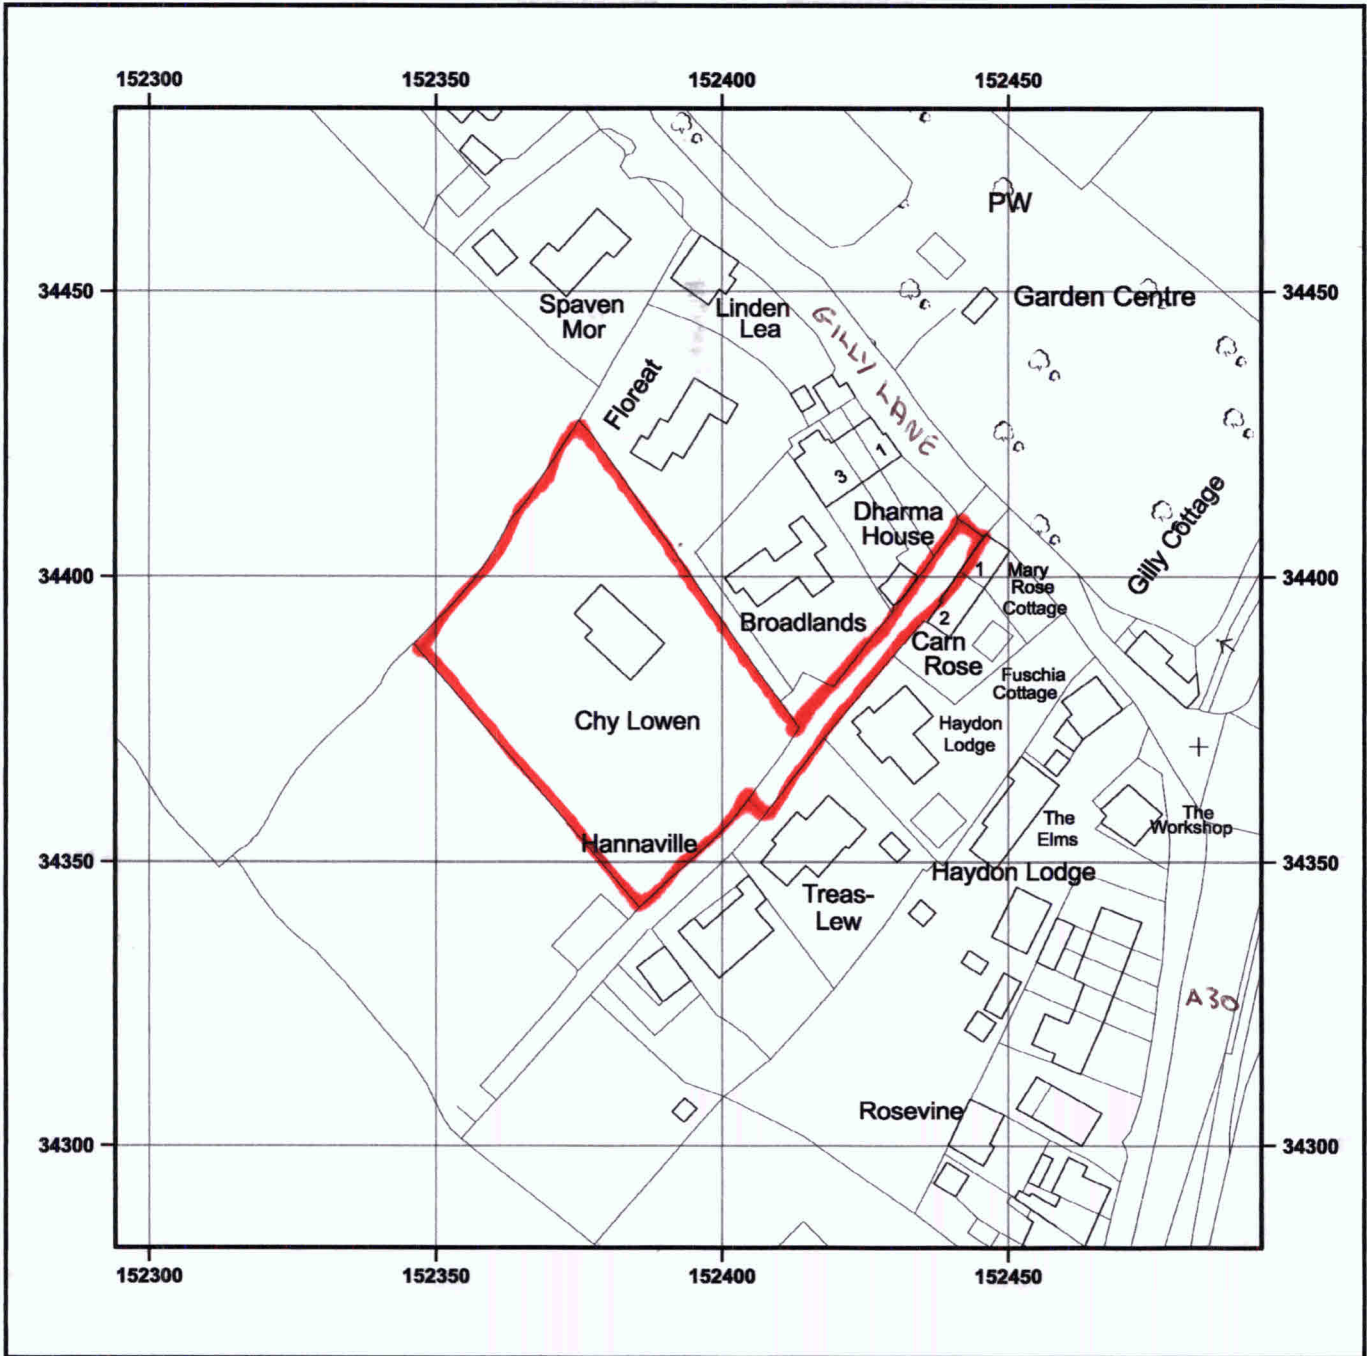 152300 152350 152400 152450
PW
34450 34450
Garden Centre
Spaven
Mor
Linden
Lea
GILLY LANE
Floreat
1
3
Gilly Cottage
Dharma
House
34400 34400
1
Mary
Rose
Cottage
Broadlands
2
Carn
Rose
Fuschia
Cottage
Chy Lowen
Haydon
Lodge
The
Workshop
The
Elms
Hannaville
34350 34350
Haydon Lodge
Treas-
Lew
A30
Rosevine
34300 34300
152300 152350 152400 152450